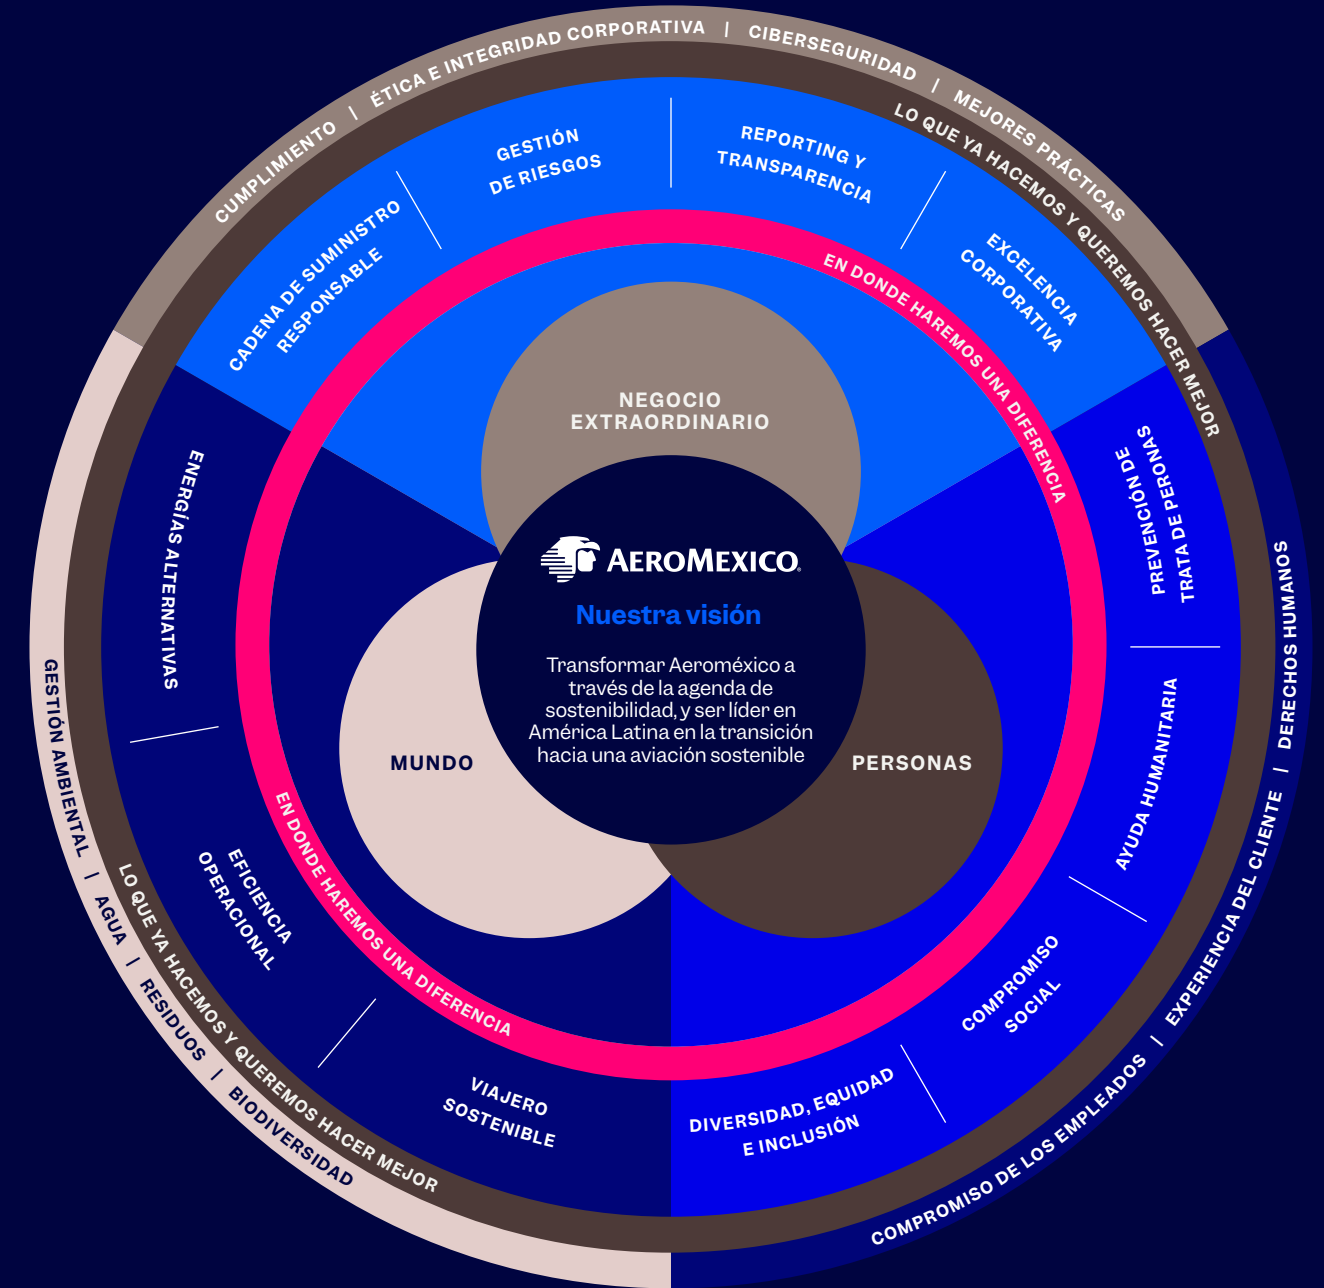 CUMPLIMIENTO | ÉTICA E INTEGRIDAD CORPORATIVA | CIBERSEGURIDAD | MEJORES PRÁCTICAS
LO QUE YA HACEMOS Y QUEREMOS HACER MEJOR
CADENA DE SUMINISTRO
RESPONSABLE
GESTIÓN
DE RIESGOS
REPORTING Y
TRANSPARENCIA
EXCELENCIA
CORPORATIVA
EN DONDE HAREMOS UNA DIFERENCIA
NEGOCIO
EXTRAORDINARIO
PREVENCIÓN DE
TRATA DE PERONAS
AYUDA HUMANITARIA
COMPROMISO
SOCIAL
DIVERSIDAD, EQUIDAD
E INCLUSIÓN
COMPROMISO DE LOS EMPLEADOS | EXPERIENCIA DEL CLIENTE | DERECHOS HUMANOS
AEROMEXICO
Nuestra visión
Transformar Aeroméxico a
través de la agenda de
sostenibilidad, y ser líder en
América Latina en la transición
hacia una aviación sostenible
MUNDO
PERSONAS
ENERGÍAS ALTERNATIVAS
EFICIENCIA
OPERACIONAL
VIAJERO
SOSTENIBLE
EN DONDE HAREMOS UNA DIFERENCIA
LO QUE YA HACEMOS Y QUEREMOS HACER MEJOR
GESTIÓN AMBIENTAL | AGUA | RESIDUOS | BIODIVERSIDAD